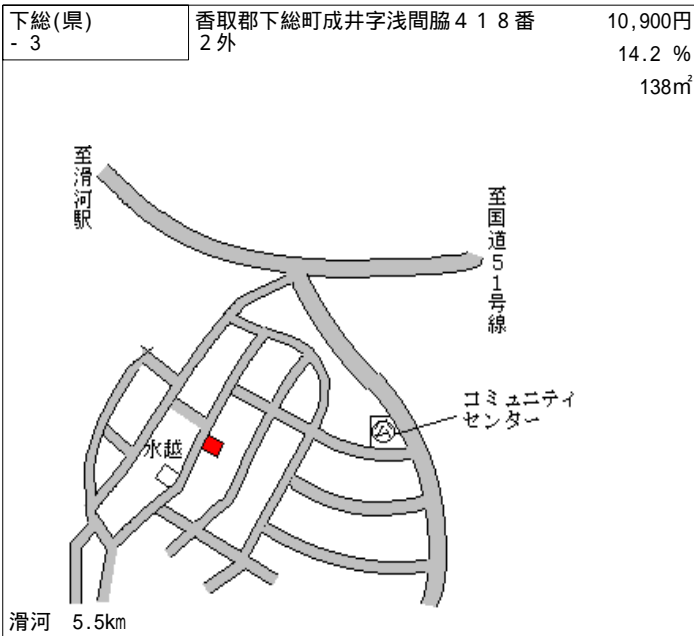 下総(県)
- 3
香取郡下総町成井字浅間脇４１８番
２外
10,900円
14.2 %
138㎡
至滑河駅
至国道５１号線
コミュニティ
センター
水越
滑河 5.5km